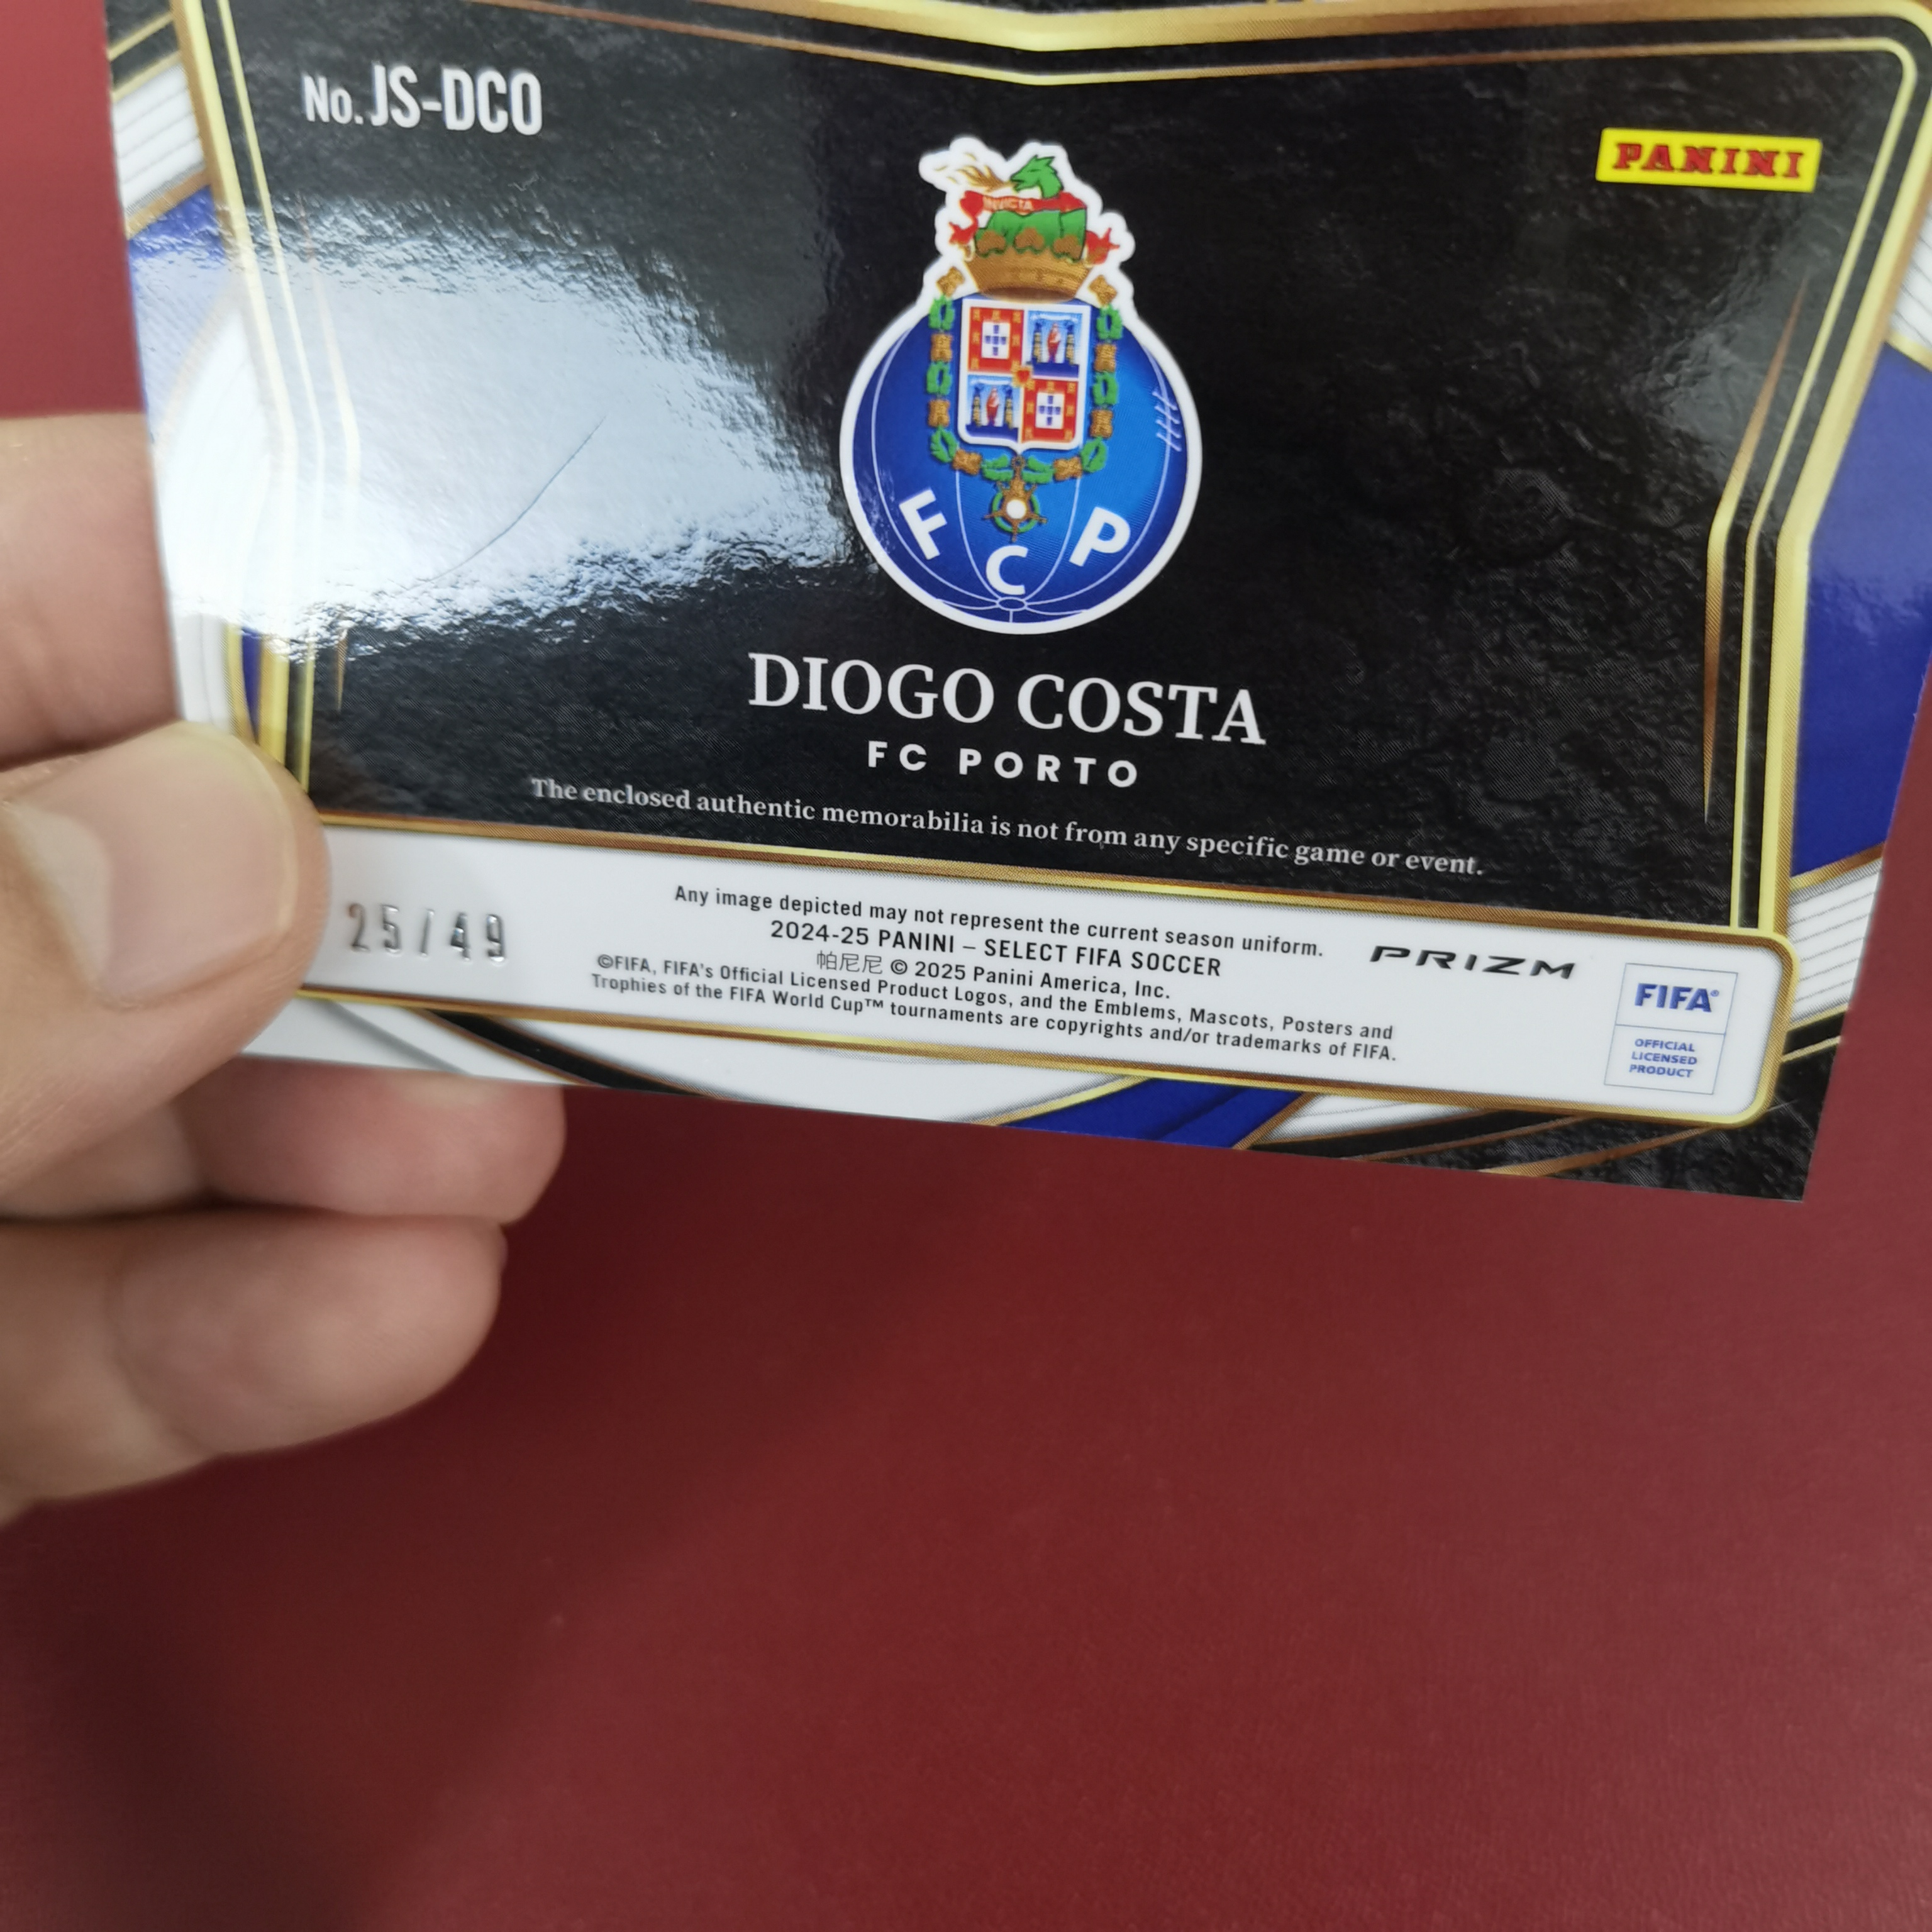 No. JS-DCO
PANINI
INVICTA
F C P
DIOGO COSTA
FC PORTO
The enclosed authentic memorabilia is not from any specific game or event.
25/49
Any image depicted may not represent the current season uniform.
2024-25 PANINI – SELECT FIFA SOCCER
帕尼尼 © 2025 Panini America, Inc.
©FIFA, FIFA's Official Licensed Product Logos, and the Emblems, Mascots, Posters and
Trophies of the FIFA World Cup™ tournaments are copyrights and/or trademarks of FIFA.
PRIZM
FIFA®
OFFICIAL
LICENSED
PRODUCT